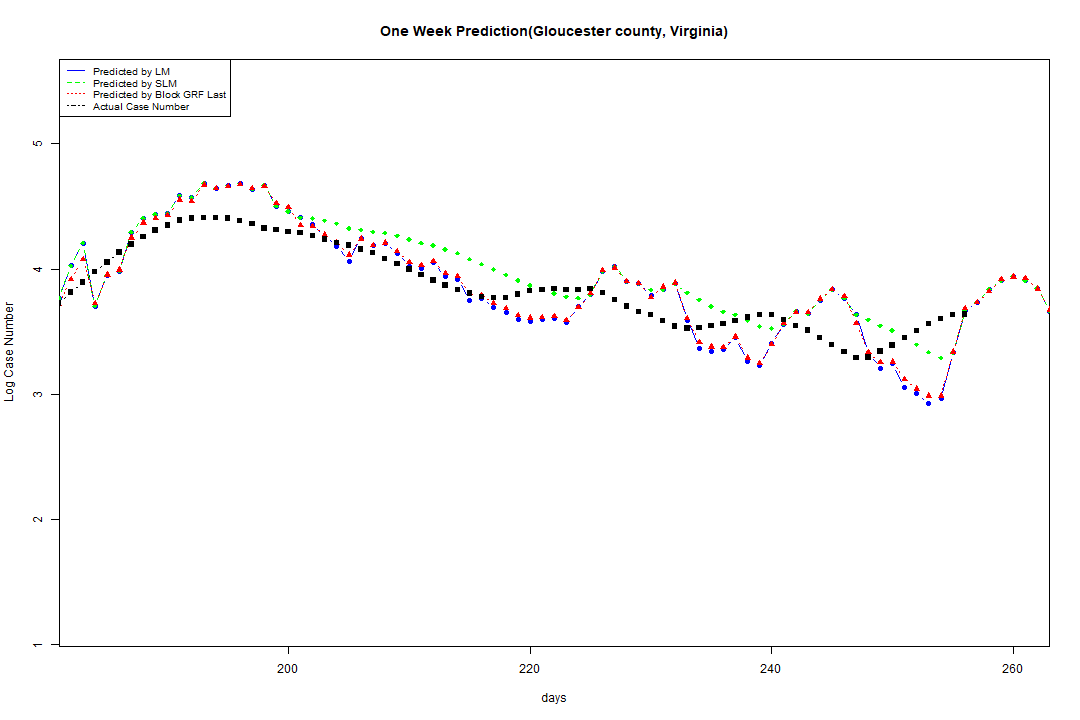 One Week Prediction(Gloucester county, Virginia)
Predicted by LM
Predicted by SLM
Predicted by Block GRF Last
Actual Case Number
5
4
3
2
1
Log Case Number
200
220
240
260
days